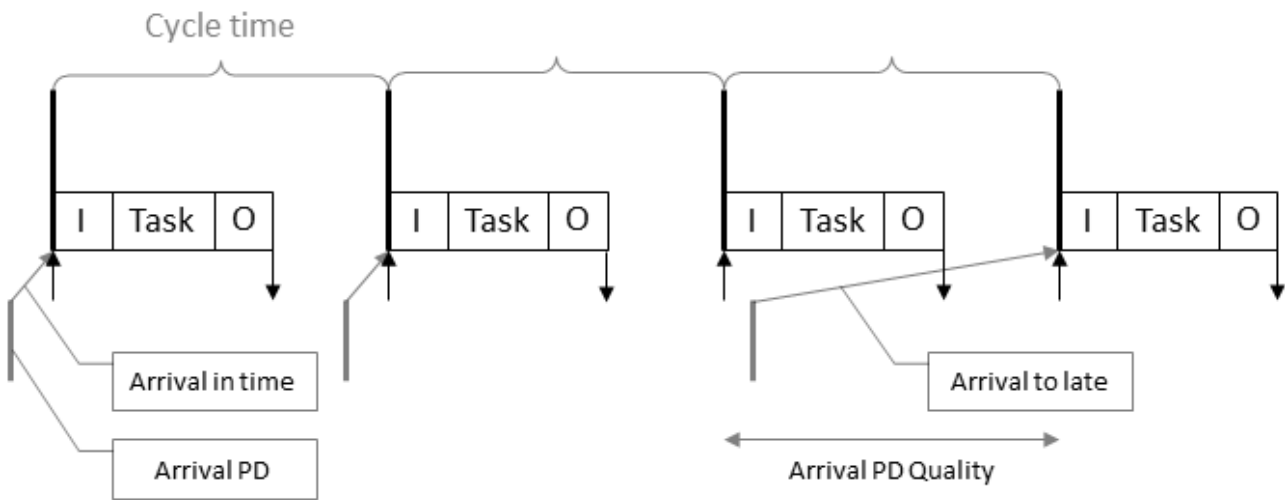 Cycle time
I Task O I Task O I Task O I Task O
Arrival in time
Arrival to late
Arrival PD
Arrival PD Quality